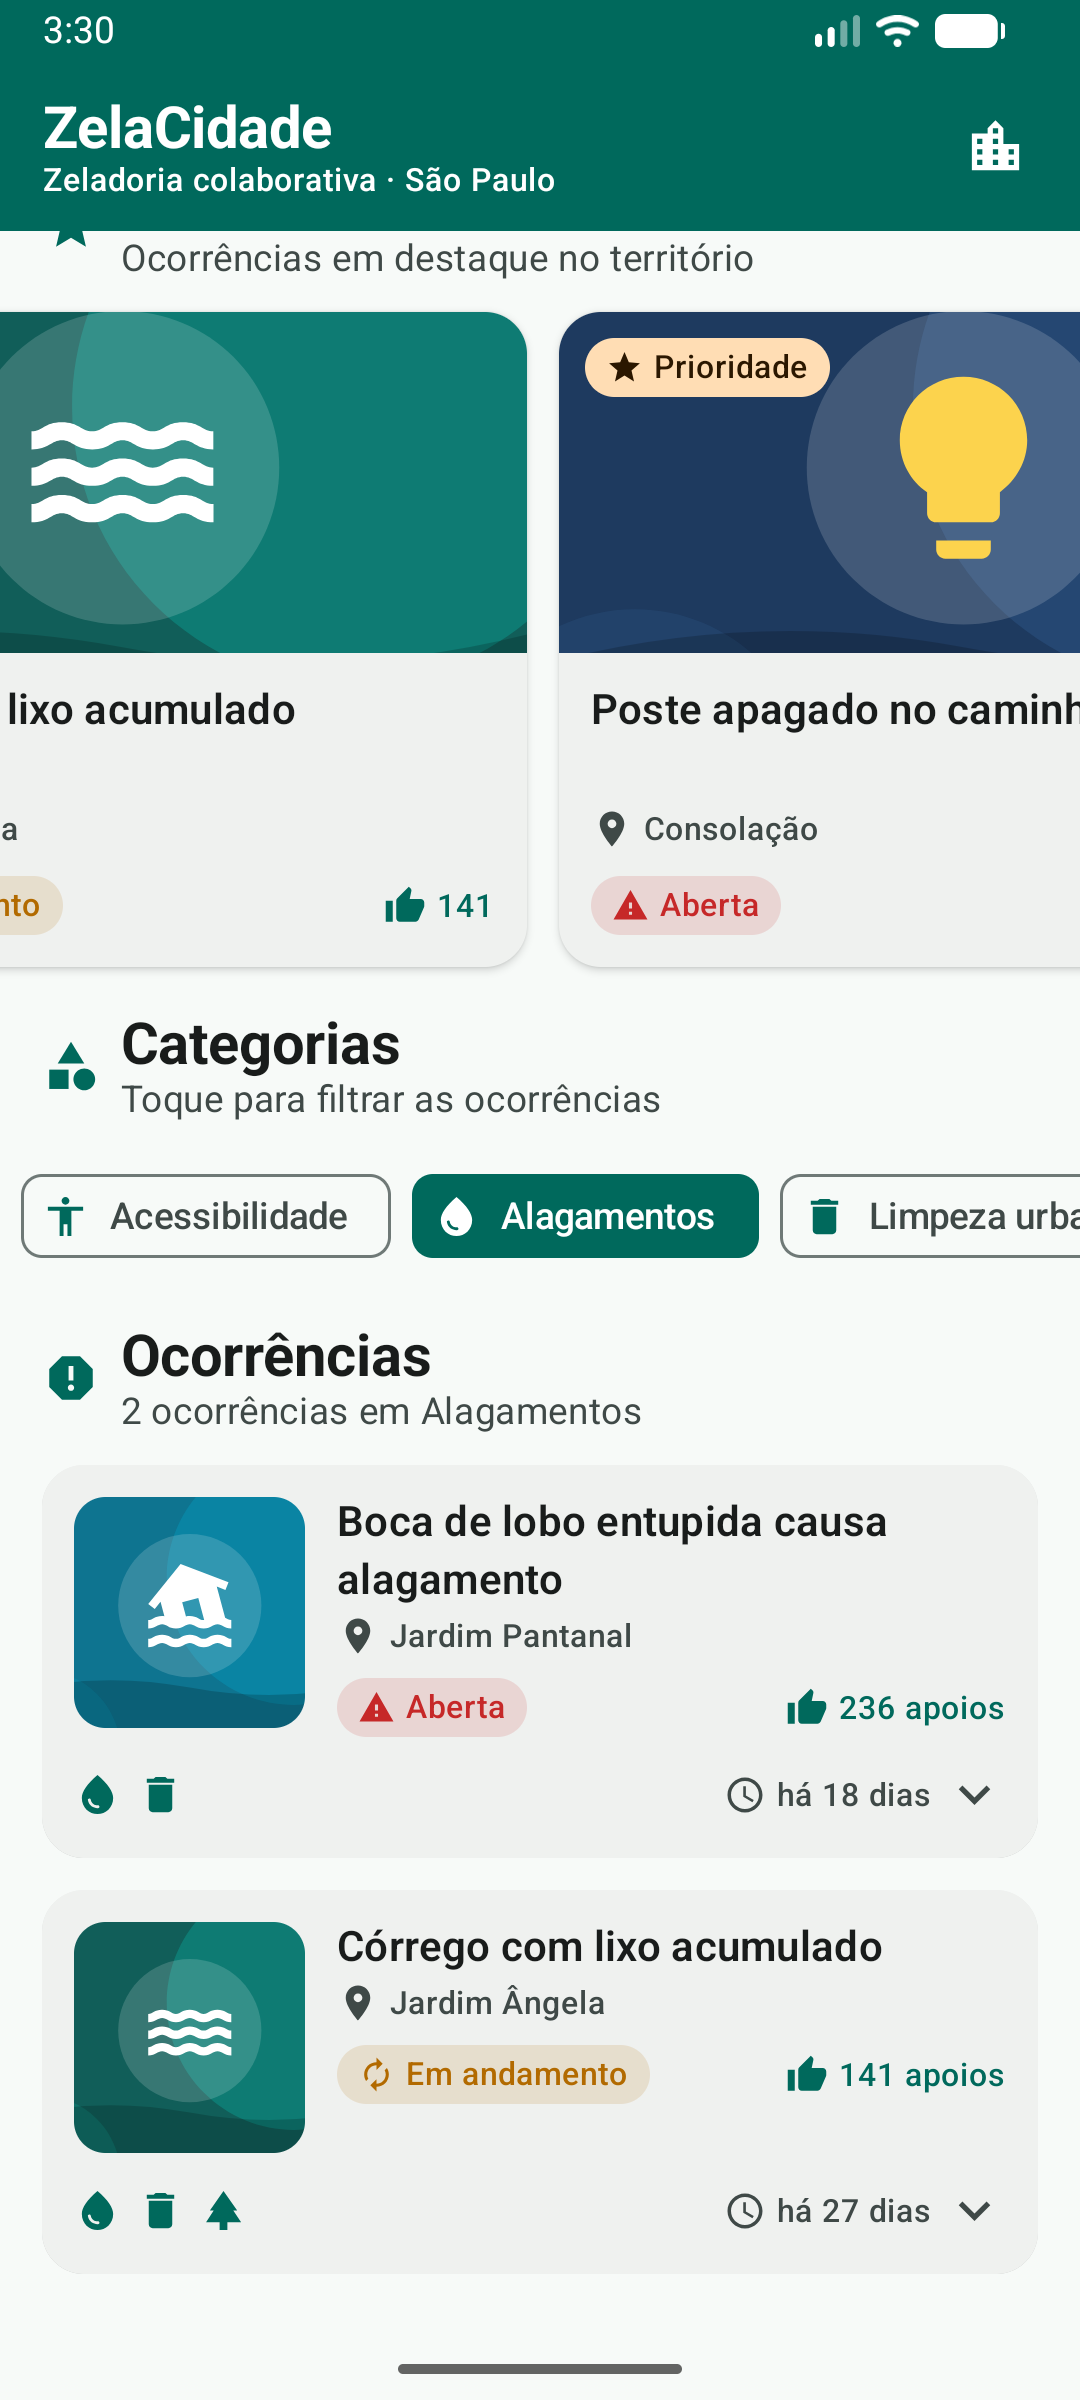 3:30
ZelaCidade
Zeladoria colaborativa · São Paulo
Ocorrências em destaque no território
lixo acumulado
a
nto
141
Prioridade
Poste apagado no caminh
Consolação
Aberta
Categorias
Toque para filtrar as ocorrências
Acessibilidade
Alagamentos
Limpeza urba
Ocorrências
2 ocorrências em Alagamentos
Boca de lobo entupida causa
alagamento
Jardim Pantanal
Aberta
236 apoios
há 18 dias
Córrego com lixo acumulado
Jardim Ângela
Em andamento
141 apoios
há 27 dias